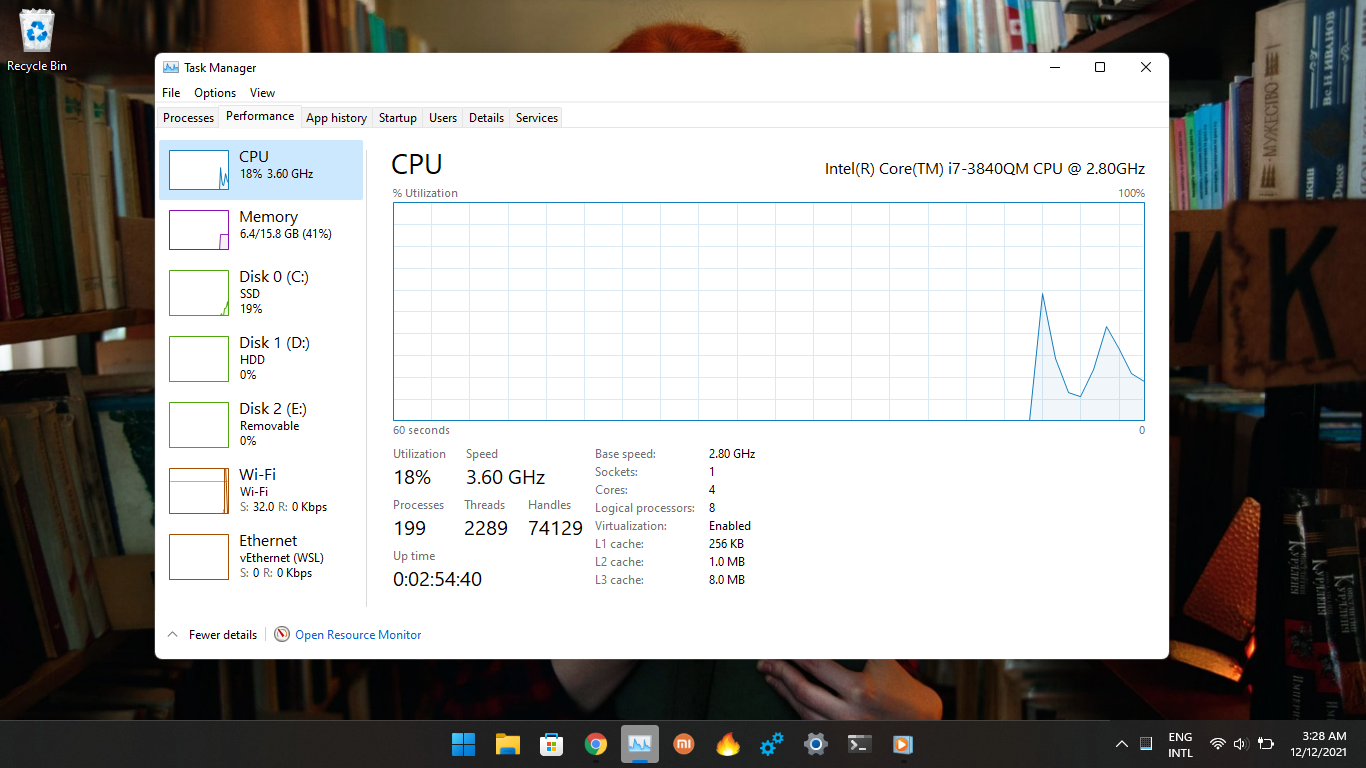 Recycle Bin
Task Manager
File Options View
Processes Performance App history Startup Users Details Services
CPU
18% 3.60 GHz
Memory
6.4/15.8 GB (41%)
Disk 0 (C:)
SSD
19%
Disk 1 (D:)
HDD
0%
Disk 2 (E:)
Removable
0%
Wi-Fi
Wi-Fi
S: 32.0 R: 0 Kbps
Ethernet
vEthernet (WSL)
S: 0 R: 0 Kbps
CPU
Intel(R) Core(TM) i7-3840QM CPU @ 2.80GHz
% Utilization 100%
60 seconds 0
Utilization Speed
18% 3.60 GHz
Processes Threads Handles
199 2289 74129
Up time
0:02:54:40
Base speed: 2.80 GHz
Sockets: 1
Cores: 4
Logical processors: 8
Virtualization: Enabled
L1 cache: 256 KB
L2 cache: 1.0 MB
L3 cache: 8.0 MB
Fewer details Open Resource Monitor
МУЖЕСТВО
Вс.Н.ИВАНОВ
К
mi
ENG
INTL
3:28 AM
12/12/2021